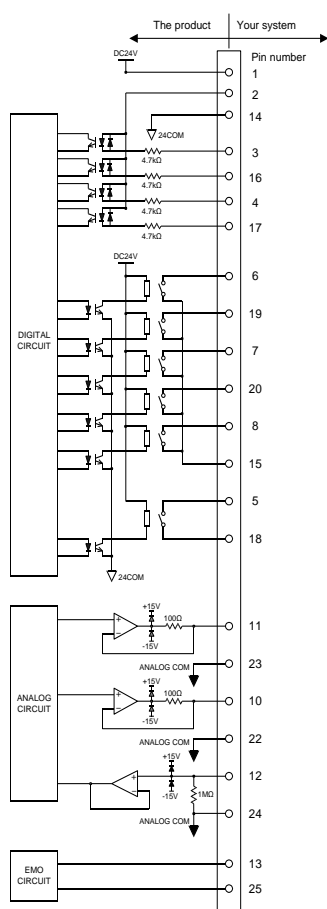 The product
Your system
Pin number
DC24V
1
2
14
24COM
3
4.7kΩ
16
4.7kΩ
4
4.7kΩ
17
4.7kΩ
DC24V
6
19
DIGITAL
CIRCUIT
7
20
8
15
5
18
24COM
+15V
100Ω
11
-15V
23
ANALOG COM
+15V
100Ω
10
-15V
ANALOG
CIRCUIT
22
ANALOG COM
+15V
12
-15V
1MΩ
24
ANALOG COM
EMO
CIRCUIT
13
25
+
−
+
−
+
−